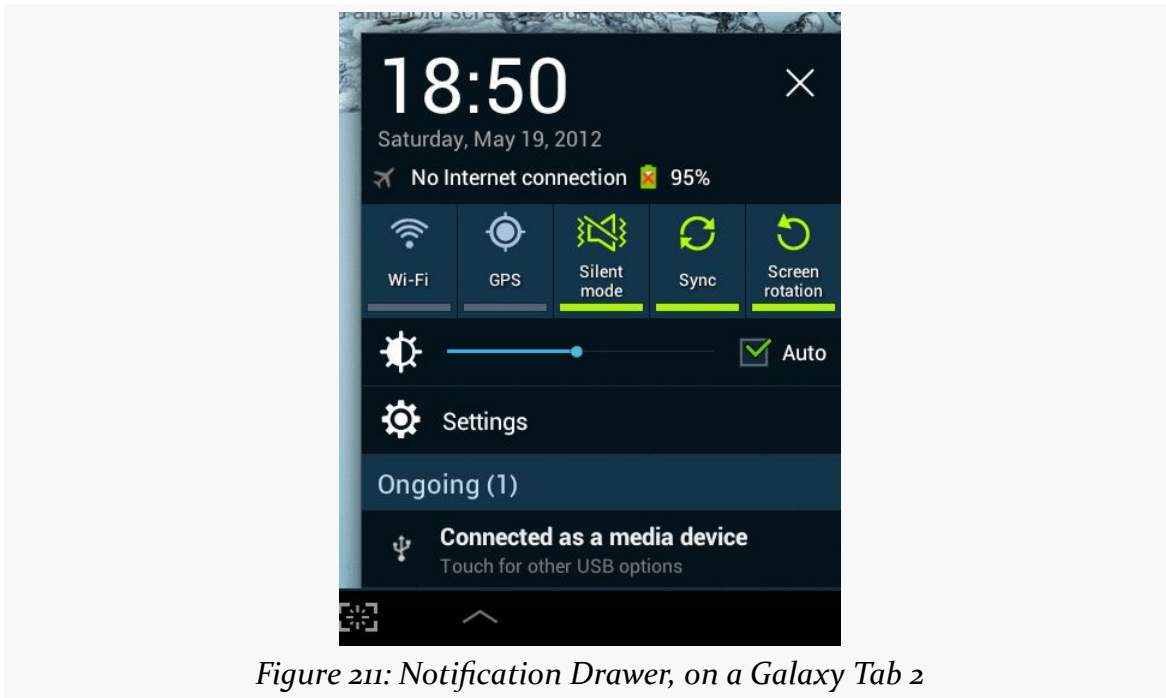 18:50
Saturday, May 19, 2012
No Internet connection 95%
Wi-Fi GPS Silent mode Sync Screen rotation
Auto
Settings
Ongoing (1)
Connected as a media device
Touch for other USB options
Figure 211: Notification Drawer, on a Galaxy Tab 2